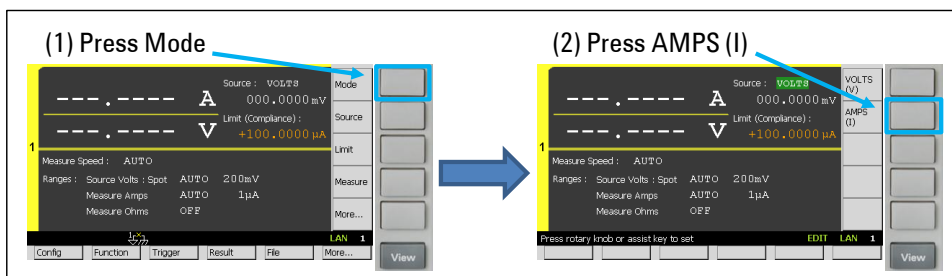 (1) Press Mode
Source : VOLTS
---.---- A 000.0000 mV
Limit (Compliance) :
---.---- V +100.0000 µA
1
Measure Speed : AUTO
Ranges : Source Volts : Spot AUTO 200mV
Measure Amps AUTO 1µA
Measure Ohms OFF
LAN 1
Mode
Source
Limit
Measure
More...
Config Function Trigger Result File More...
View
(2) Press AMPS (I)
Source : VOLTS
---.---- A 000.0000 mV
Limit (Compliance) :
---.---- V +100.0000 µA
1
Measure Speed : AUTO
Ranges : Source Volts : Spot AUTO 200mV
Measure Amps AUTO 1µA
Measure Ohms OFF
Press rotary knob or assist key to set EDIT LAN 1
VOLTS
(V)
AMPS
(I)
View